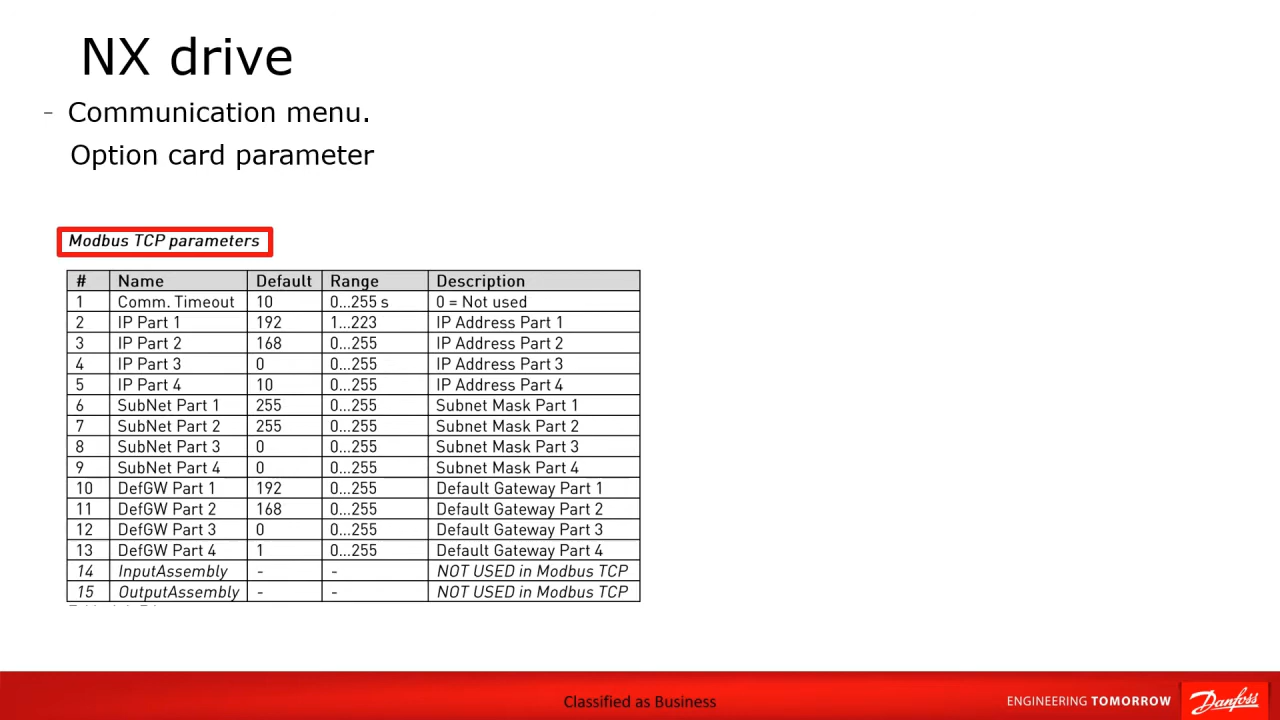 NX drive
- Communication menu.
Option card parameter
Modbus TCP parameters
# Name Default Range Description
1 Comm. Timeout 10 0...255 s 0 = Not used
2 IP Part 1 192 1...223 IP Address Part 1
3 IP Part 2 168 0...255 IP Address Part 2
4 IP Part 3 0 0...255 IP Address Part 3
5 IP Part 4 10 0...255 IP Address Part 4
6 SubNet Part 1 255 0...255 Subnet Mask Part 1
7 SubNet Part 2 255 0...255 Subnet Mask Part 2
8 SubNet Part 3 0 0...255 Subnet Mask Part 3
9 SubNet Part 4 0 0...255 Subnet Mask Part 4
10 DefGW Part 1 192 0...255 Default Gateway Part 1
11 DefGW Part 2 168 0...255 Default Gateway Part 2
12 DefGW Part 3 0 0...255 Default Gateway Part 3
13 DefGW Part 4 1 0...255 Default Gateway Part 4
14 InputAssembly - - NOT USED in Modbus TCP
15 OutputAssembly - - NOT USED in Modbus TCP
Classified as Business
ENGINEERING TOMORROW
Danfoss